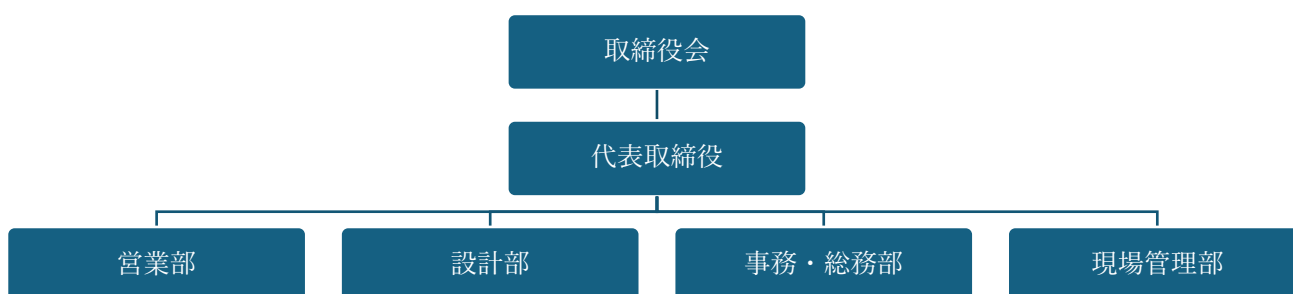 取締役会
代表取締役
営業部
設計部
事務・総務部
現場管理部